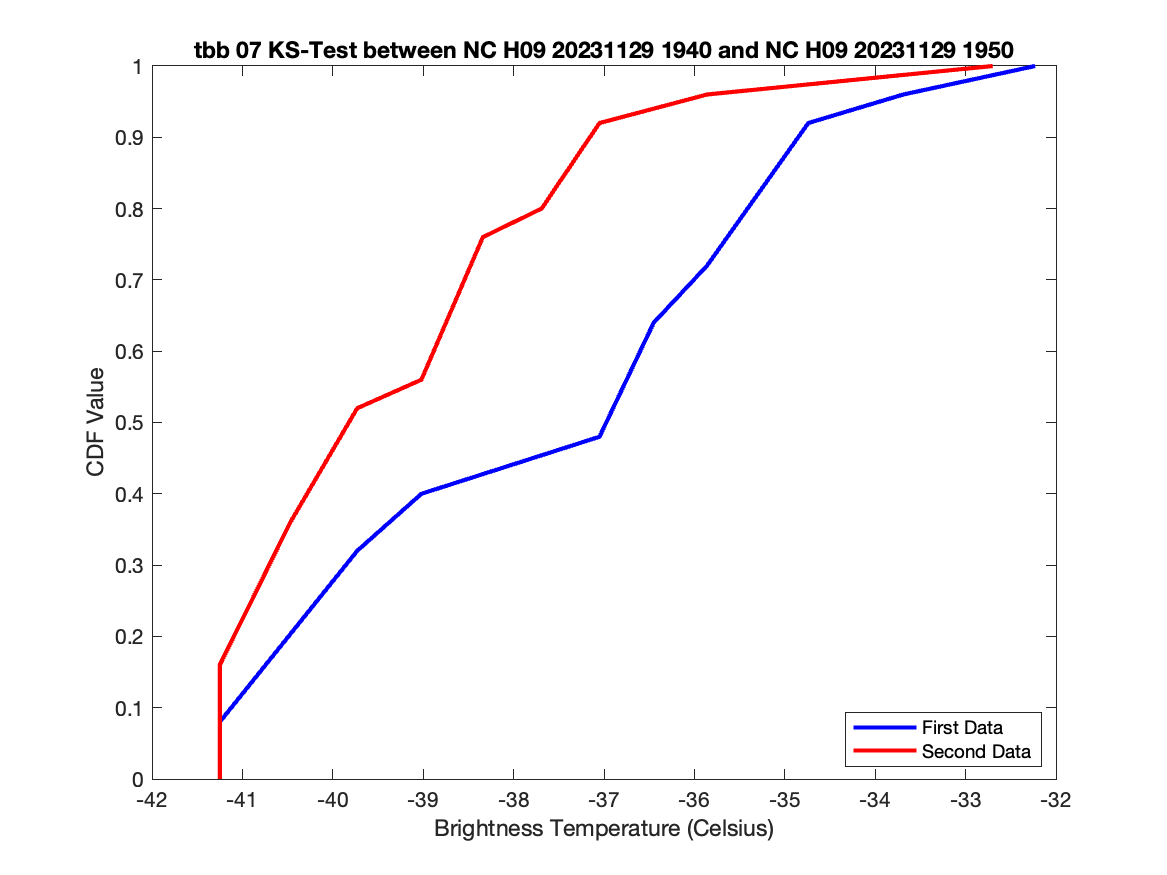 tbb 07 KS-Test between NC H09 20231129 1940 and NC H09 20231129 1950
1
0.9
0.8
0.7
0.6
0.5
0.4
0.3
0.2
0.1
0
CDF Value
First Data
Second Data
-42 -41 -40 -39 -38 -37 -36 -35 -34 -33 -32
Brightness Temperature (Celsius)